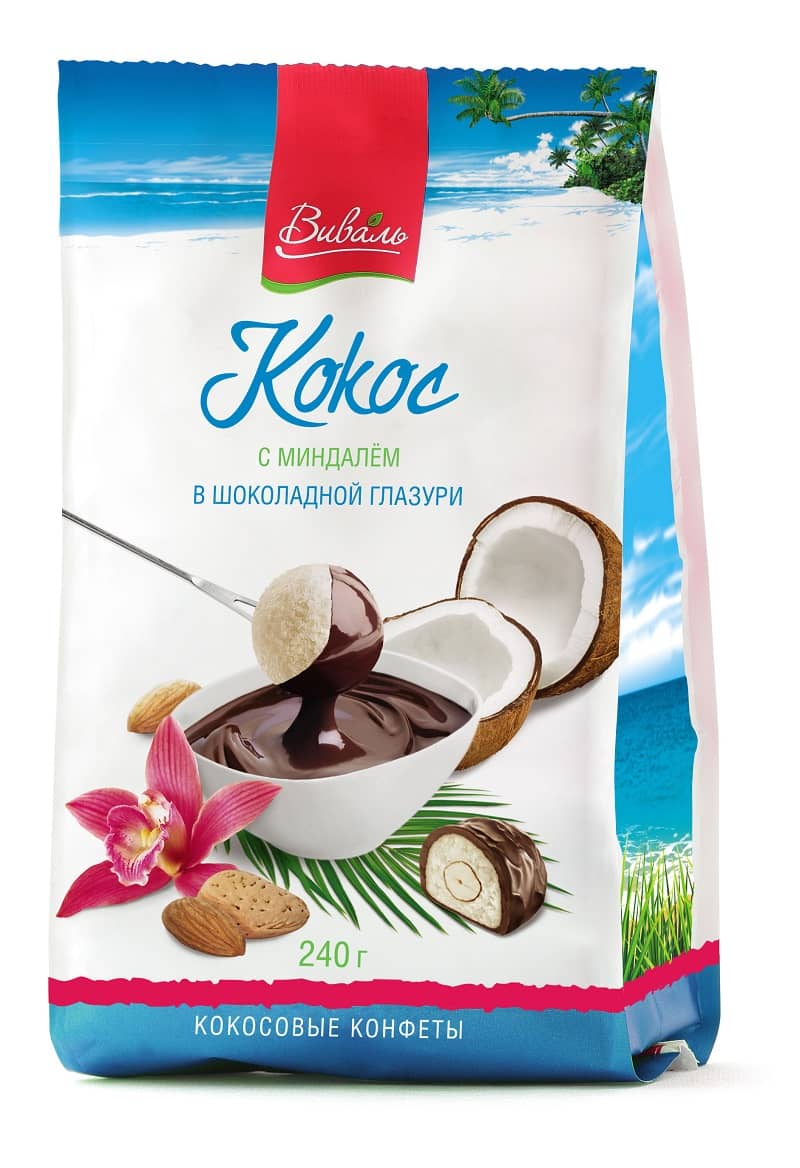 Виваль
Кокос
С МИНДАЛЁМ
В ШОКОЛАДНОЙ ГЛАЗУРИ
240 г
КОКОСОВЫЕ КОНФЕТЫ